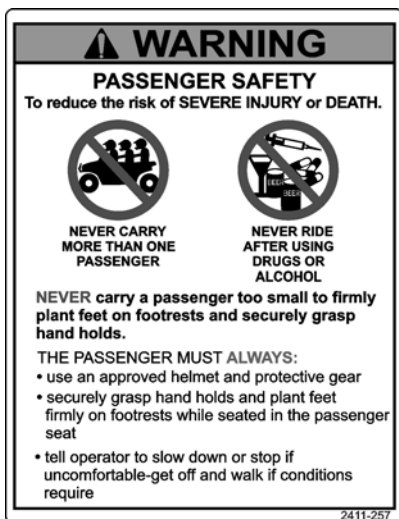 WARNING
PASSENGER SAFETY
To reduce the risk of SEVERE INJURY or DEATH.
BEER
BEER
NEVER CARRY
MORE THAN ONE
PASSENGER
NEVER RIDE
AFTER USING
DRUGS OR
ALCOHOL
NEVER carry a passenger too small to firmly
plant feet on footrests and securely grasp
hand holds.
THE PASSENGER MUST ALWAYS:
• use an approved helmet and protective gear
• securely grasp hand holds and plant feet
firmly on footrests while seated in the passenger
seat
• tell operator to slow down or stop if
uncomfortable-get off and walk if conditions
require
2411-257